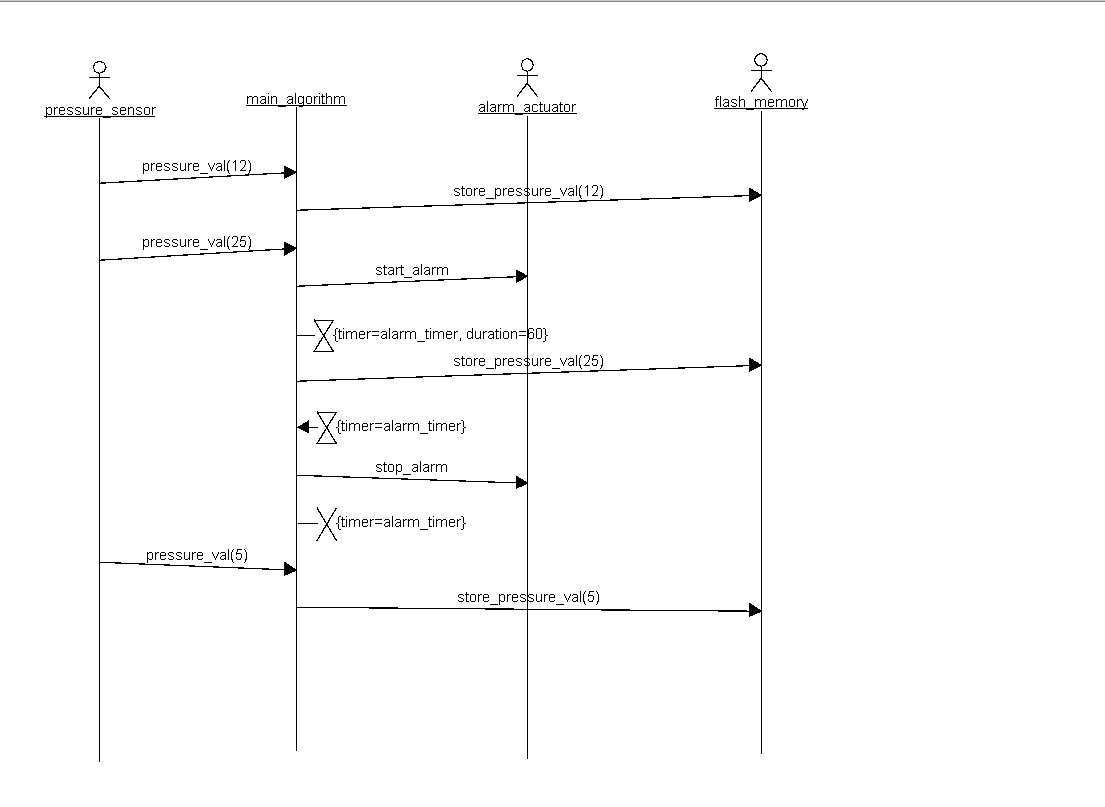 pressure_sensor
main_algorithm
alarm_actuator
flash_memory
pressure_val(12)
store_pressure_val(12)
pressure_val(25)
start_alarm
{timer=alarm_timer, duration=60}
store_pressure_val(25)
{timer=alarm_timer}
stop_alarm
{timer=alarm_timer}
pressure_val(5)
store_pressure_val(5)